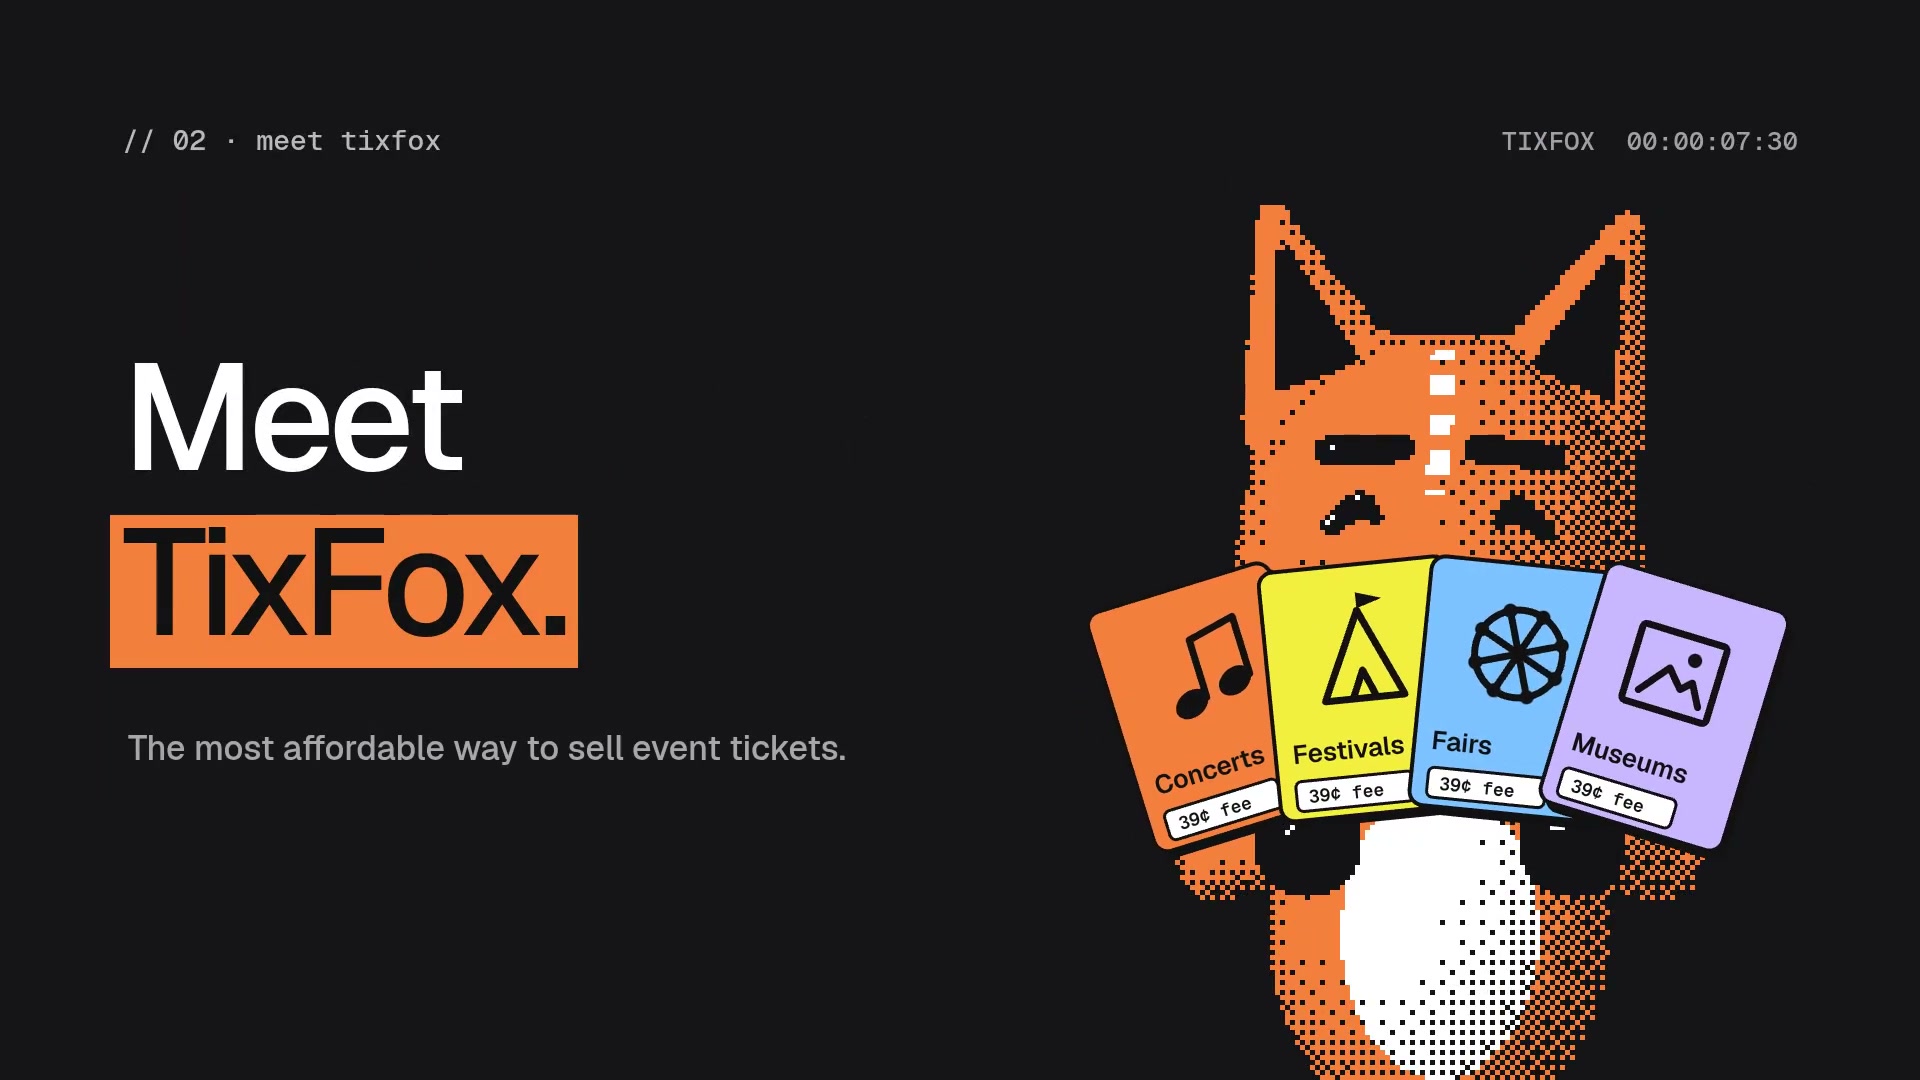 // 02 · meet tixfox
TIXFOX 00:00:07:30
Meet
TixFox.
The most affordable way to sell event tickets.
Concerts
39¢ fee
Festivals
39¢ fee
Fairs
39¢ fee
Museums
39¢ fee